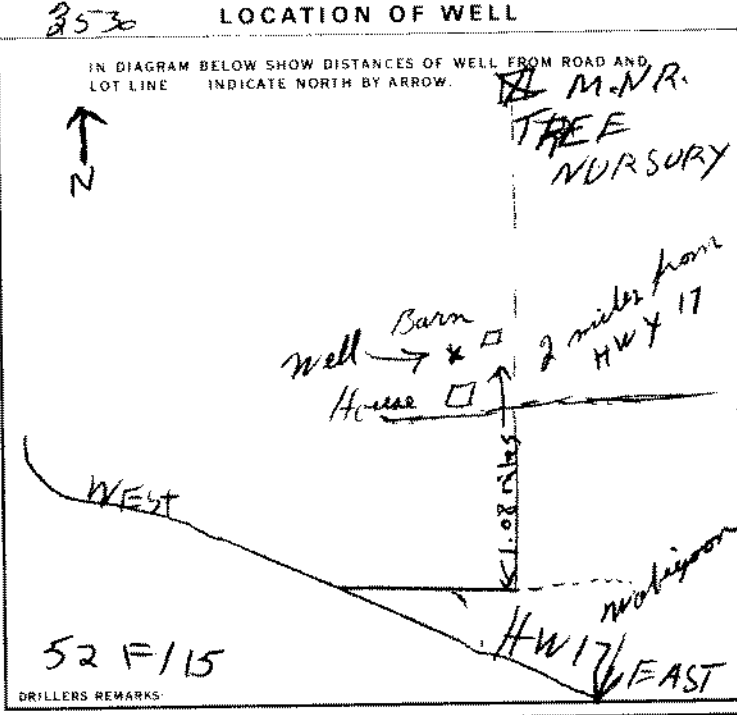 2530 LOCATION OF WELL
IN DIAGRAM BELOW SHOW DISTANCES OF WELL FROM ROAD AND
LOT LINE INDICATE NORTH BY ARROW.
M.N.R.
TREE
NURSURY
N
2 miles from
HWY 17
Barn
Well
House
1.08 miles
WEST
Wabigoon
HW 17
EAST
52 F/15
DRILLERS REMARKS